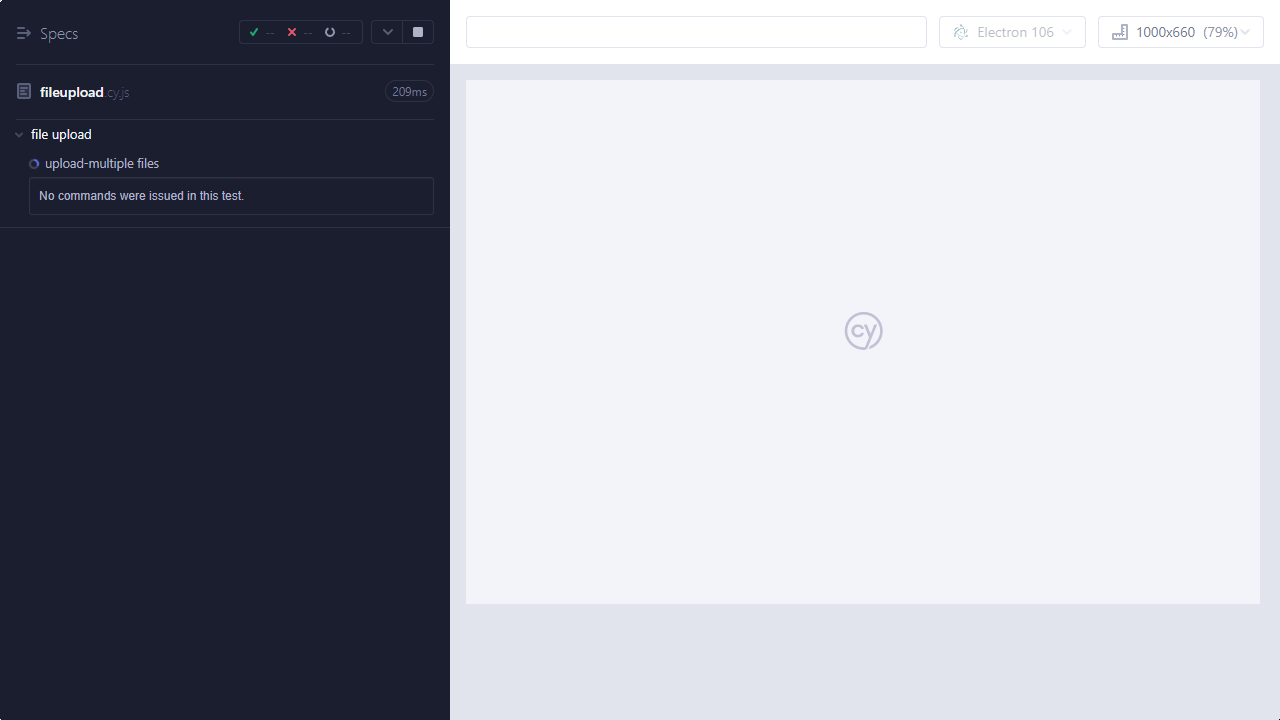 Specs
-- -- --
Electron 106
1000x660 (79%)
fileupload.cy.js
209ms
file upload
upload-multiple files
No commands were issued in this test.
cy